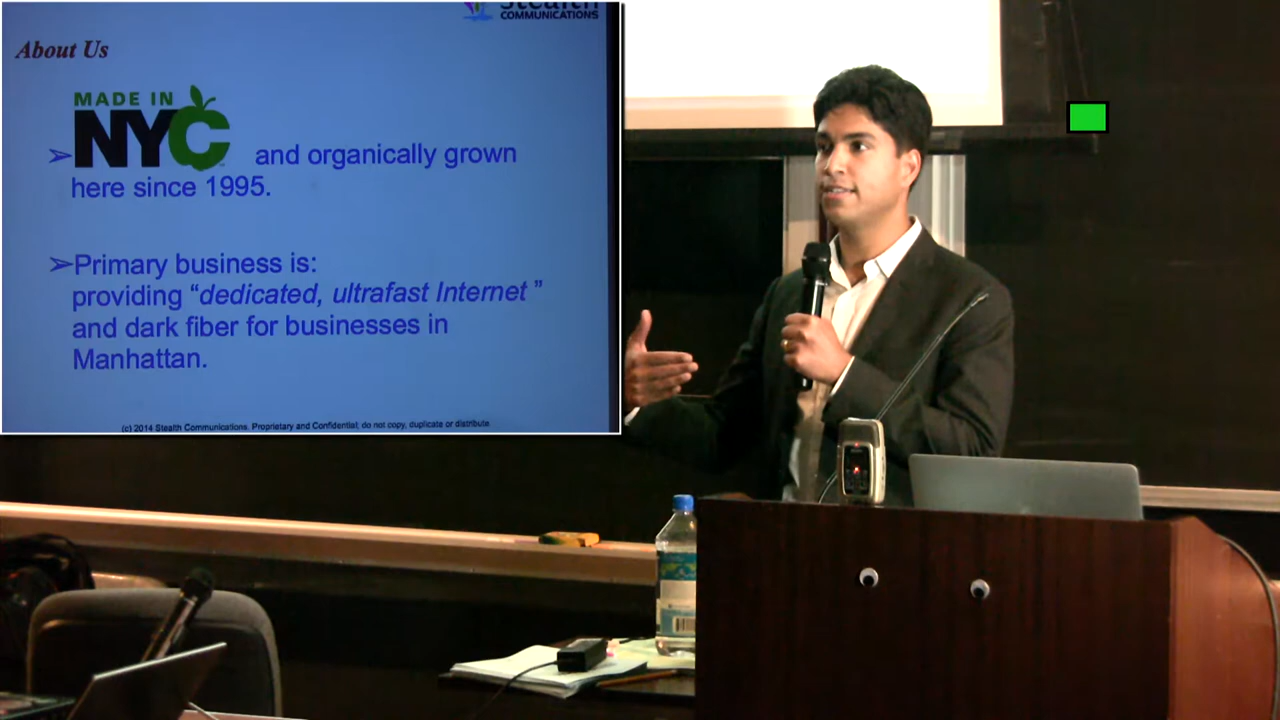 COMMUNICATIONS
About Us
MADE IN
NYC
➢ and organically grown
here since 1995.
➢Primary business is:
providing “dedicated, ultrafast Internet ”
and dark fiber for businesses in
Manhattan.
(c) 2014 Stealth Communications. Proprietary and Confidential; do not copy, duplicate or distribute